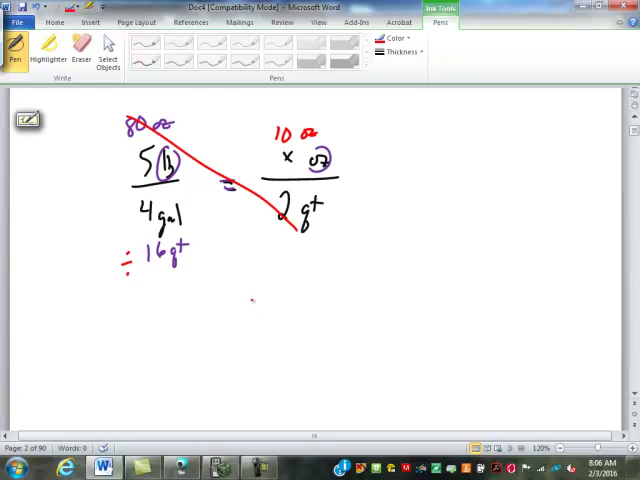 Doc4 [Compatibility Mode] - Microsoft Word
Ink Tools
File Home Insert Page Layout References Mailings Review View Add-Ins Acrobat Pens
Pen Highlighter Eraser Select Objects
Color
Thickness
Write Pens
80 oz 10 oz
5 lb x oz
=
4 gal 2 qt
÷ 16 qt
Page: 2 of 90 Words: 0 120%
8:06 AM
2/3/2016